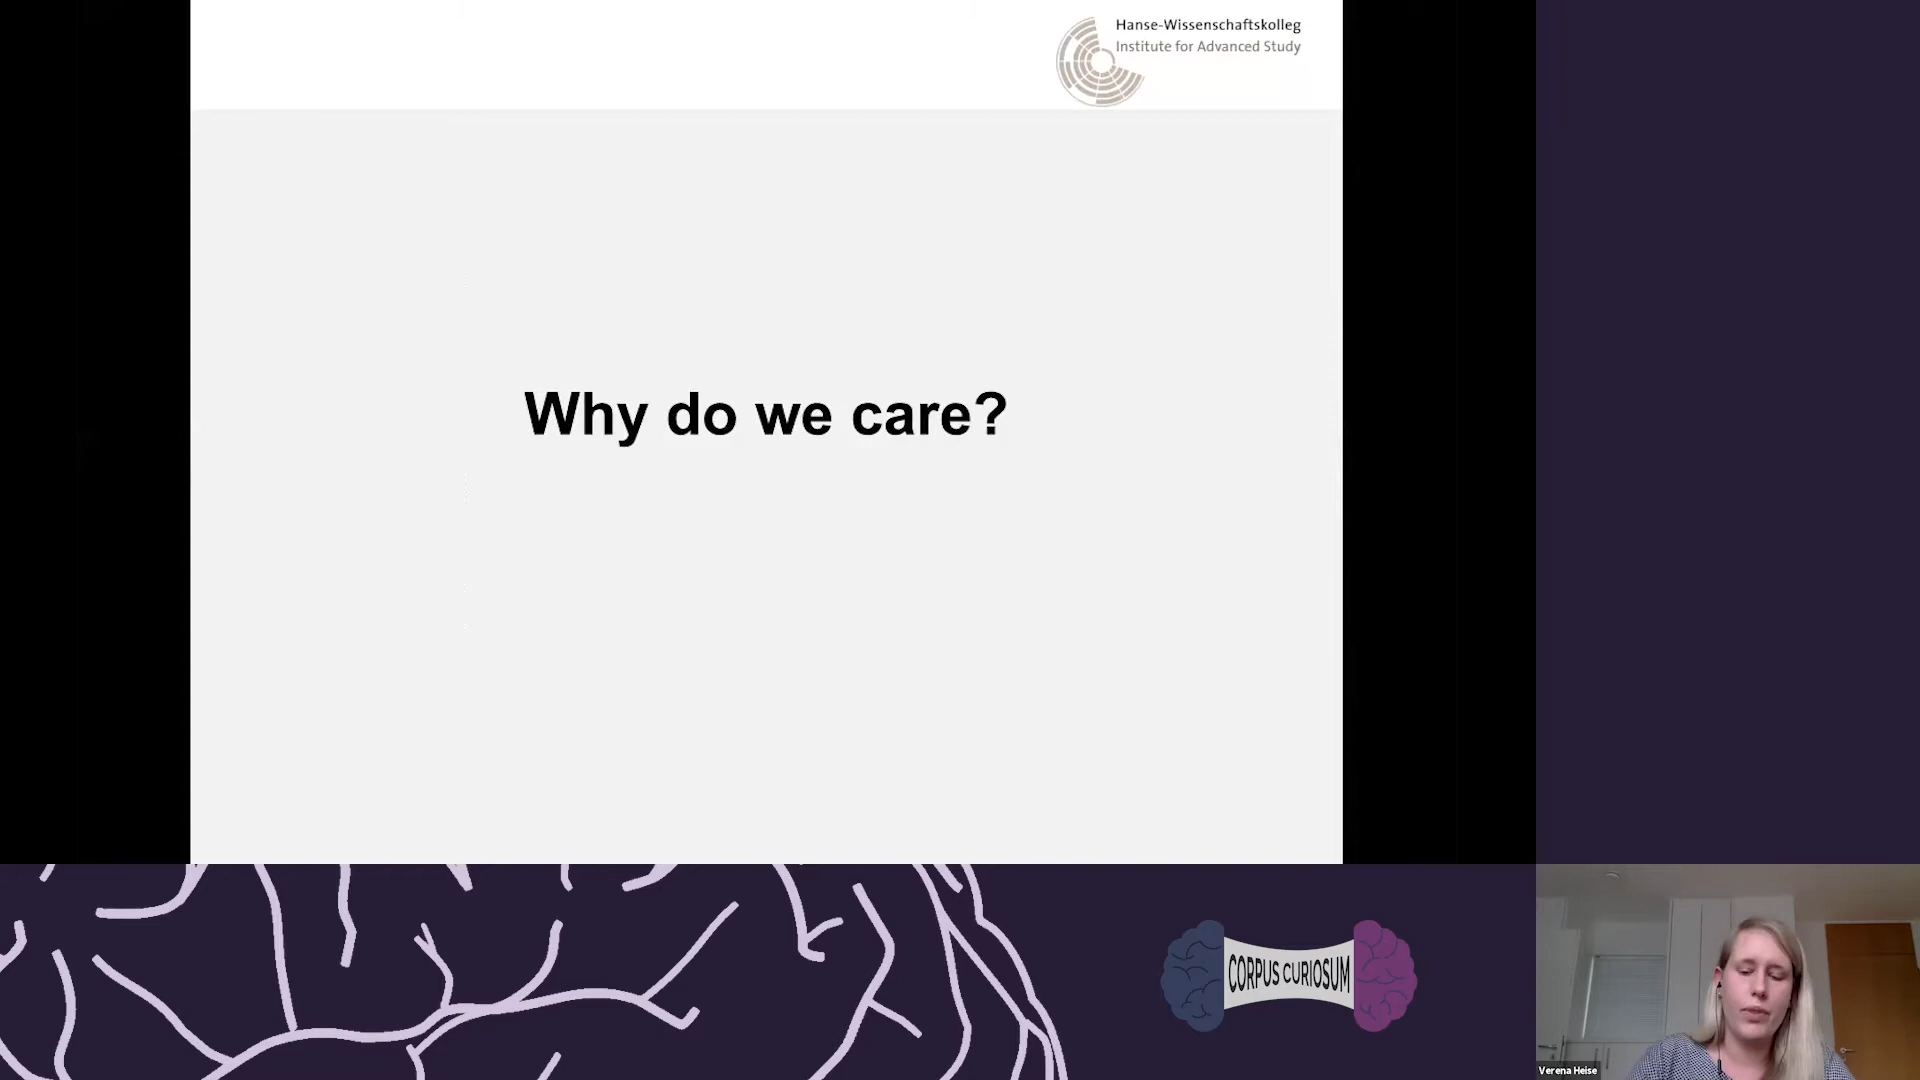 Hanse-Wissenschaftskolleg
Institute for Advanced Study
Why do we care?
CORPUS CURIOSUM
Verena Heise